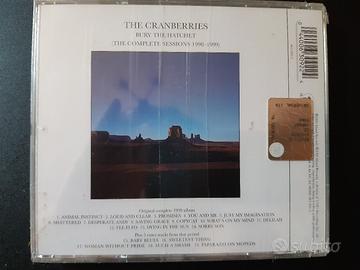 THE CRANBERRIES
BURY THE HATCHET
(THE COMPLETE SESSIONS 1998-1999)
Original complete 1999 album
1. ANIMAL INSTINCT 2. LOUD AND CLEAR 3. PROMISES 4. YOU AND ME 5. JUST MY IMAGINATION
6. SHATTERED 7. DESPERATE ANDY 8. SAVING GRACE 9. COPYCAT 10. WHAT'S ON MY MIND 11. DELILAH
12. FEE FI FO 13. DYING IN THE SUN 14. SORRY SON
Plus 5 extra tracks from that period
15. BABY BLUES 16. SWEETEST THING
17. WOMAN WITHOUT PRIDE 18. SUCH A SHAME 19. PAPARAZZI ON MOPEDS
subito